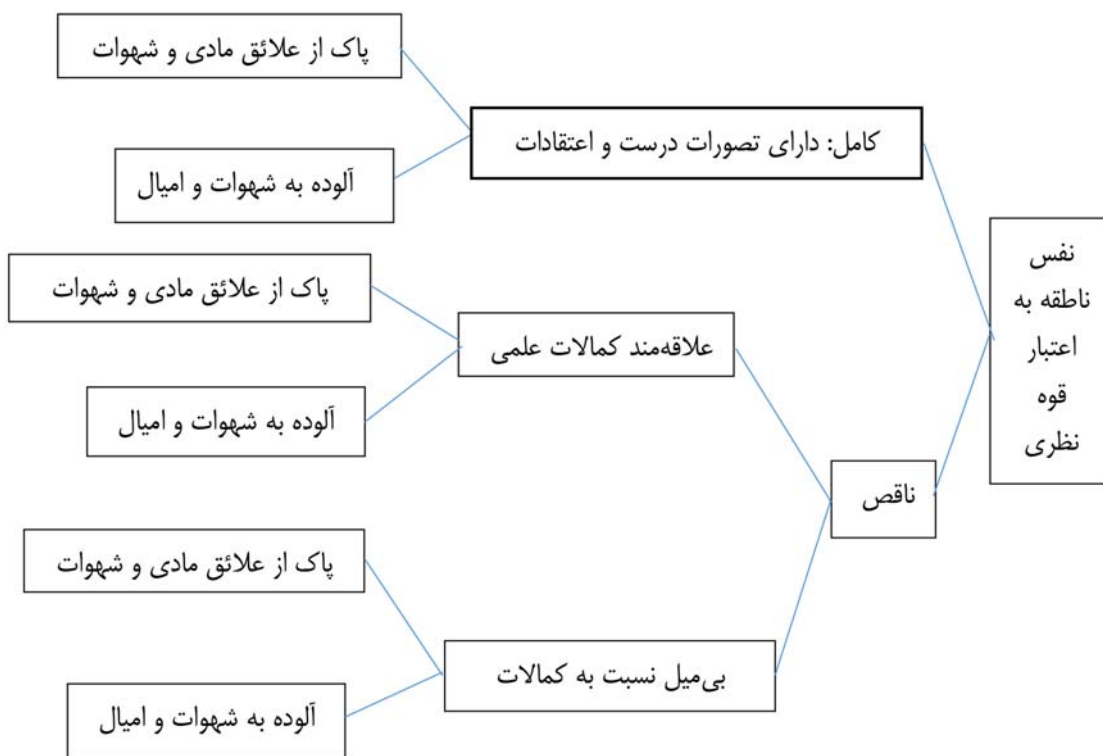 نفس
ناطقه به
اعتبار
قوه
نظری
کامل: دارای تصورات درست و اعتقادات
پاک از علائق مادی و شهوات
آلوده به شهوات و امیال
ناقص
علاقه‌مند کمالات علمی
پاک از علائق مادی و شهوات
آلوده به شهوات و امیال
بی‌میل نسبت به کمالات
پاک از علائق مادی و شهوات
آلوده به شهوات و امیال